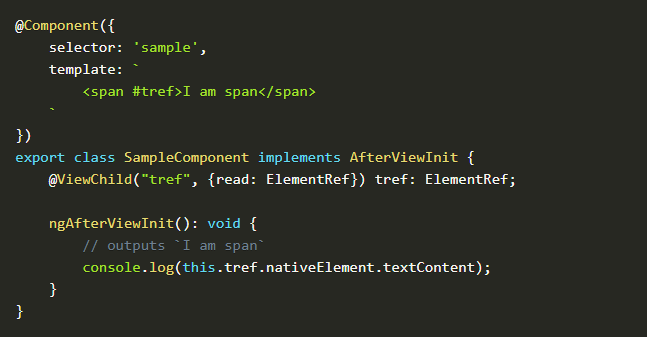 @Component({
    selector: 'sample',
    template: `
        <span #tref>I am span</span>
    `
})
export class SampleComponent implements AfterViewInit {
    @ViewChild("tref", {read: ElementRef}) tref: ElementRef;

    ngAfterViewInit(): void {
        // outputs `I am span`
        console.log(this.tref.nativeElement.textContent);
    }
}